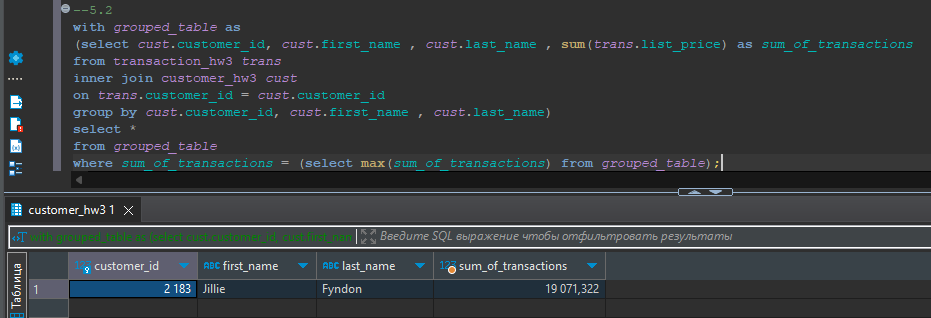 --5.2
with grouped_table as
(select cust.customer_id, cust.first_name , cust.last_name , sum(trans.list_price) as sum_of_transactions
from transaction_hw3 trans
inner join customer_hw3 cust
on trans.customer_id = cust.customer_id
group by cust.customer_id, cust.first_name , cust.last_name)
select *
from grouped_table
where sum_of_transactions = (select max(sum_of_transactions) from grouped_table);
customer_hw3 1
with grouped_table as (select cust.customer_id, cust.first_nam
Введите SQL выражение чтобы отфильтровать результаты
Таблица
123 customer_id ABC first_name ABC last_name 123 sum_of_transactions
1 2 183 Jillie Fyndon 19 071,322